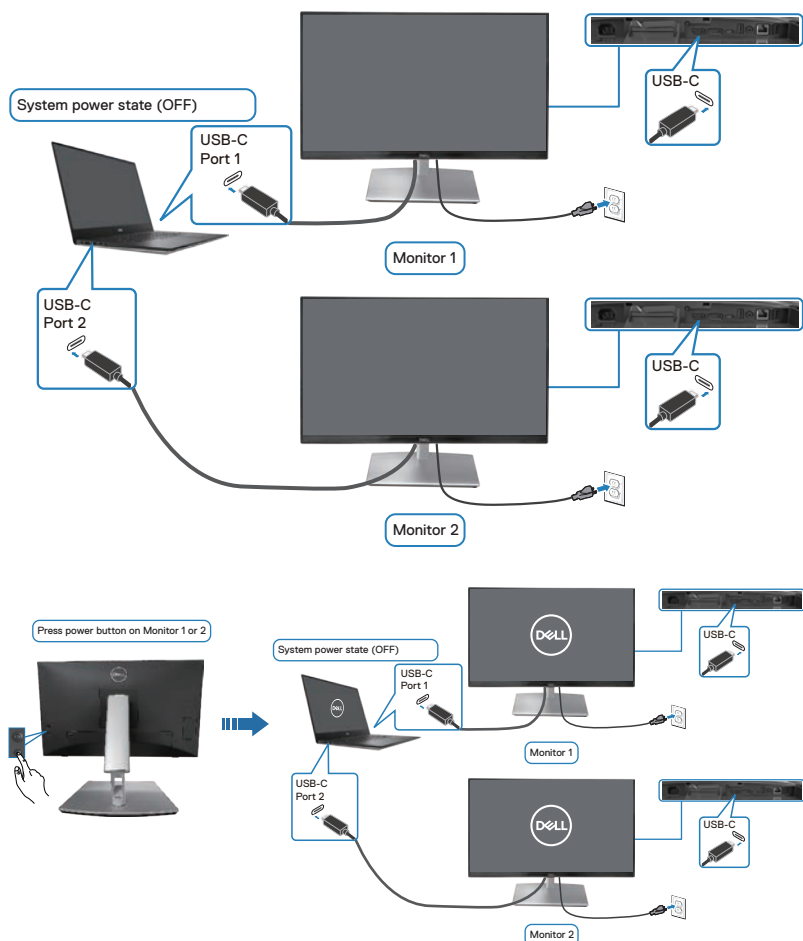 System power state (OFF)
USB-C
Port 1
USB-C
Monitor 1
USB-C
Port 2
USB-C
DELL
Monitor 2
Press power button on Monitor 1 or 2
DELL
System power state (OFF)
USB-C
Port 1
DELL
DELL
USB-C
Monitor 1
USB-C
Port 2
DELL
USB-C
Monitor 2